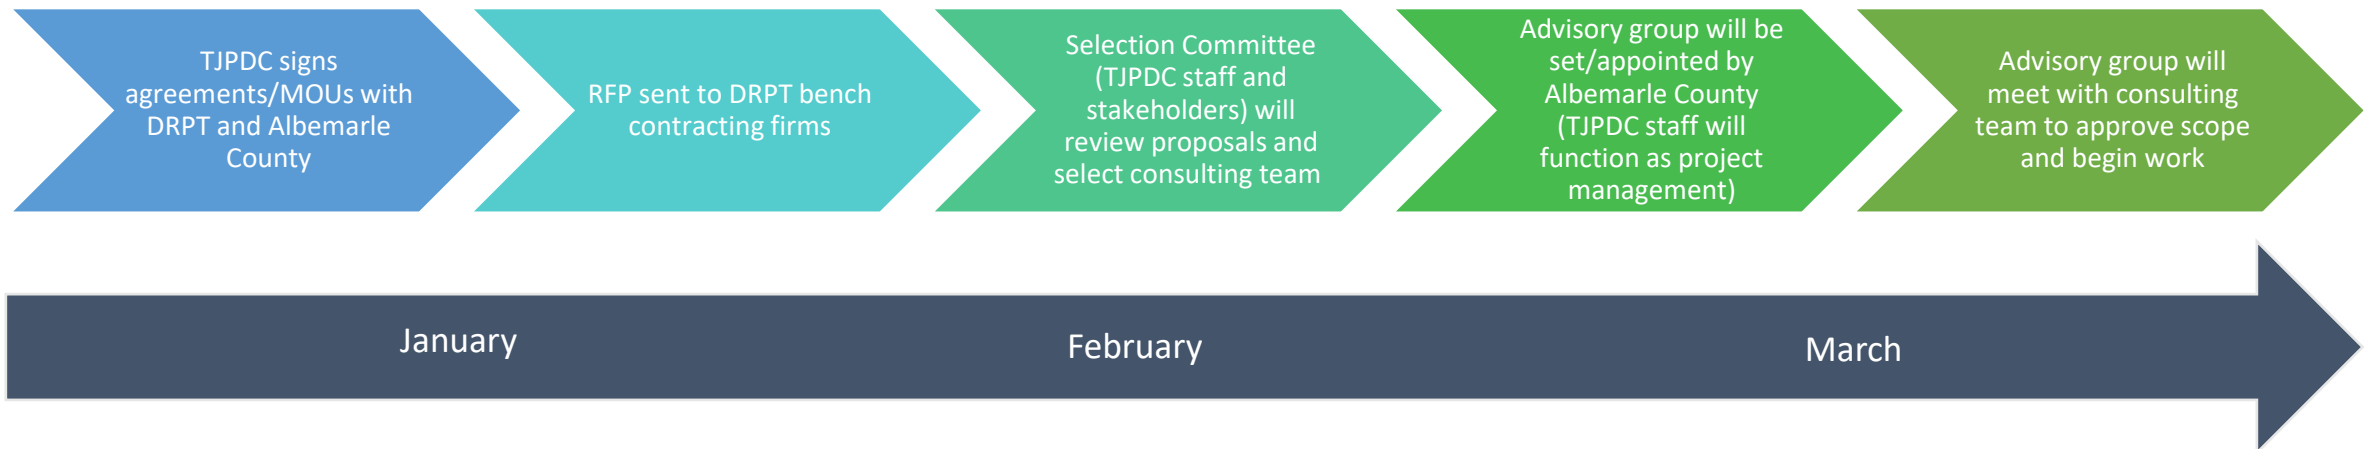 TJPDC signs
agreements/MOUs with
DRPT and Albemarle
County
RFP sent to DRPT bench
contracting firms
Selection Committee
(TJPDC staff and
stakeholders) will
review proposals and
select consulting team
Advisory group will be
set/appointed by
Albemarle County
(TJPDC staff will
function as project
management)
Advisory group will
meet with consulting
team to approve scope
and begin work
January
February
March